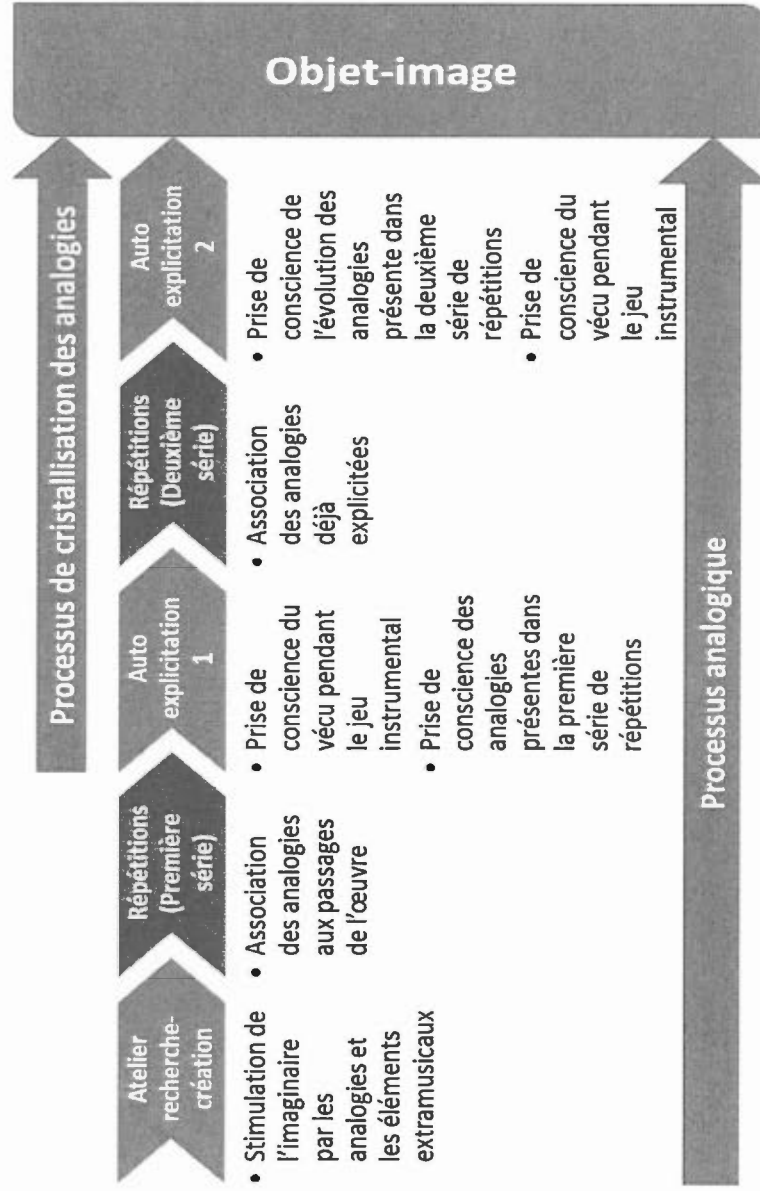 Processus de cristallisation des analogies
Atelier
recherche-
création
Répétitions
(Première
série)
Auto
explicitation
1
Répétitions
(Deuxième
série)
Auto
explicitation
2
Objet-image
• Stimulation de
l'imaginaire
par les
analogies et
les éléments
extramusicaux
• Association
des analogies
aux passages
de l'œuvre
• Prise de
conscience du
vécu pendant
le jeu
instrumental
• Prise de
conscience des
analogies
présentes dans
la première
série de
répétitions
• Association
des analogies
déjà
explicitées
• Prise de
conscience de
l'évolution des
analogies
présente dans
la deuxième
série de
répétitions
• Prise de
conscience du
vécu pendant
le jeu
instrumental
Processus analogique